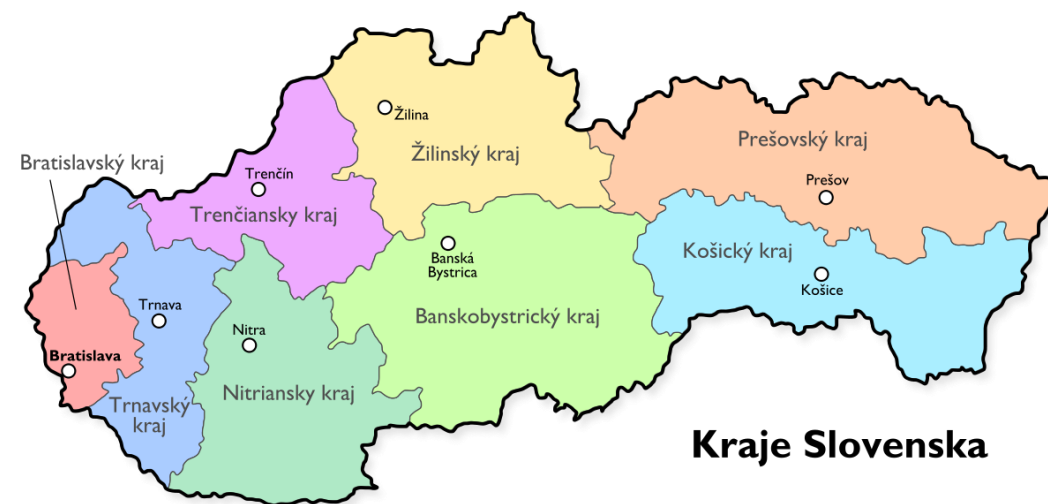 Žilina
Žilinský kraj
Prešovský kraj
Bratislavský kraj
Trenčín
Prešov
Trenčiansky kraj
Košický kraj
Banská
Bystrica
Košice
Trnava
Banskobystrický kraj
Nitra
Bratislava
Nitriansky kraj
Trnavský
kraj
Kraje Slovenska